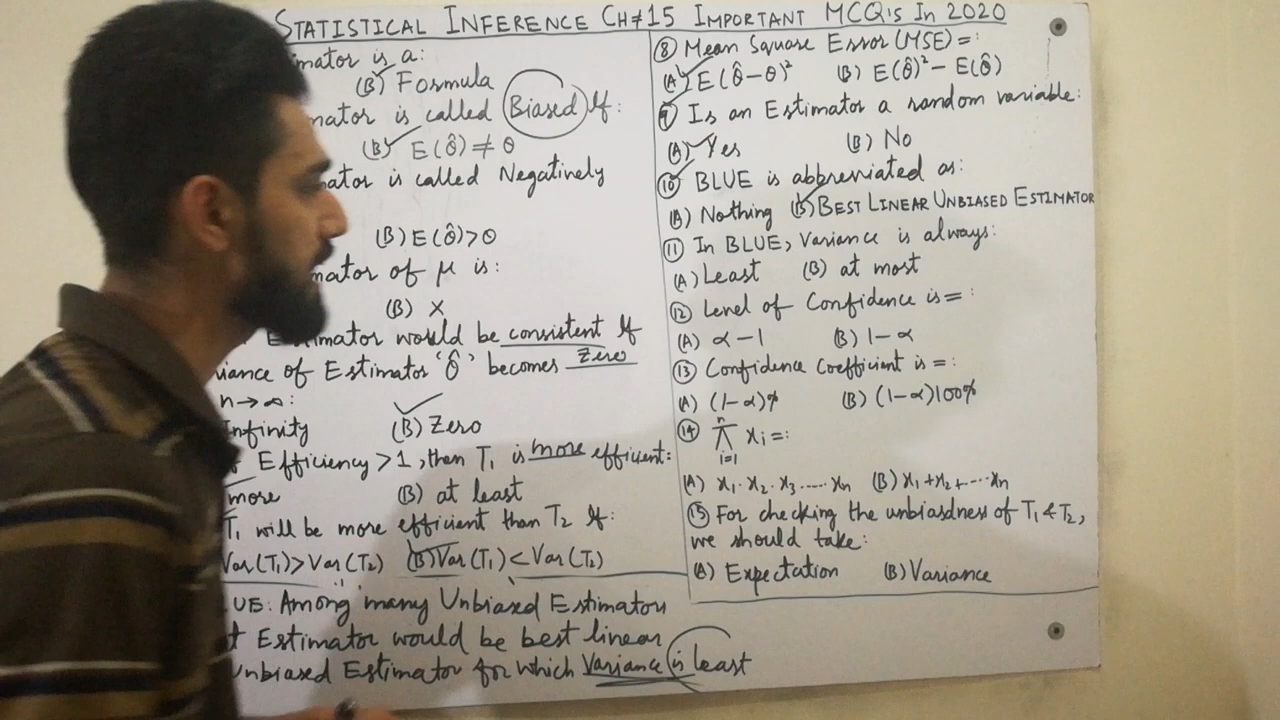 STATISTICAL INFERENCE CH#15 IMPORTANT MCQ'S IN 2020
imator is a:
(B) Formula
mator is called Biased If:
(B) E(θ̂) ≠ θ
ator is called Negatively
(B) E(θ̂) > θ
mator of μ is:
(B) X
Estimator would be consistent If
iance of Estimator 'θ̂' becomes Zero
n→∞:
Infinity (B) Zero
Efficiency > 1, then T₁ is more efficient:
more (B) at least
T₁ will be more efficient than T₂ If:
Var(T₁) > Var(T₂) (B) Var(T₁) < Var(T₂)
UE: Among many Unbiased Estimators
t Estimator would be best linear
Unbiased Estimator for which Variance is least
⑧ Mean Square Error (MSE) =:
(A) E(θ̂-θ)² (B) E(θ̂)² - E(θ̂)
⑨ Is an Estimator a random variable:
(A) Yes (B) No
⑩ BLUE is abbreviated as:
(A) Nothing (B) BEST LINEAR UNBIASED ESTIMATOR
⑪ In BLUE, Variance is always:
(A) Least (B) at most
⑫ Level of Confidence is =:
(A) α-1 (B) 1-α
⑬ Confidence Coefficient is =:
(A) (1-α)% (B) (1-α)100%
⑭ n π i=1 xi =:
(A) x₁·x₂·x₃·····xn (B) x₁+x₂+····xn
⑮ For checking the unbiasdness of T₁ & T₂,
we should take:
(A) Expectation (B) Variance